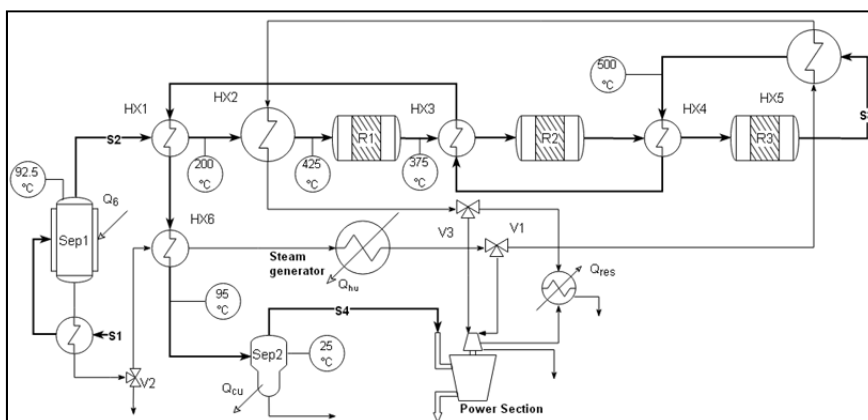 500
°C
HX1
HX2
HX3
HX4
HX5
S2
R1
R2
R3
S
92.5
°C
200
°C
425
°C
375
°C
Q6
HX6
Sep1
V3
V1
Steam
generator
Qhu
Qres
S1
95
°C
S4
V2
Sep2
25
°C
Qcu
Power Section